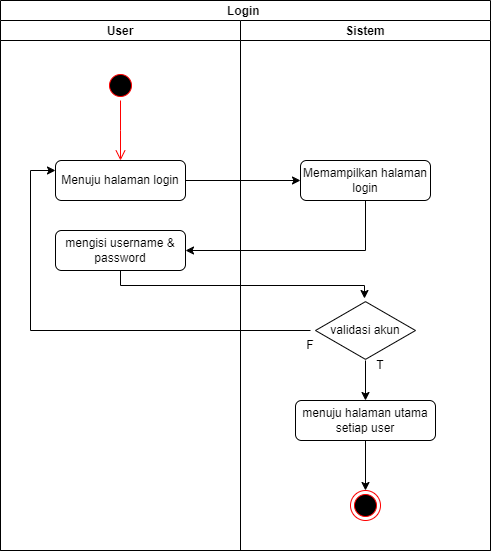 Login
User
Sistem
Menuju halaman login
Memampilkan halaman
login
mengisi username &
password
validasi akun
F
T
menuju halaman utama
setiap user